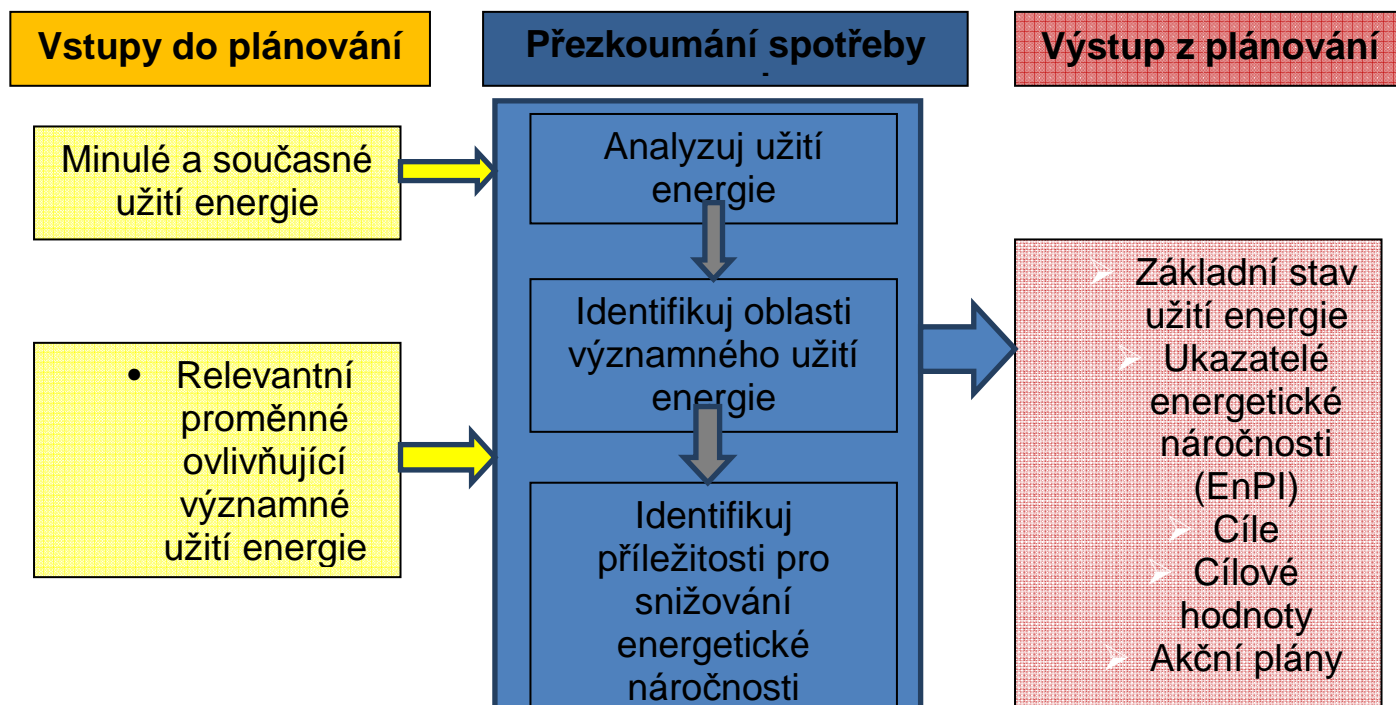 Vstupy do plánování
Minulé a současné
užití energie
• Relevantní
proměnné
ovlivňující
významné
užití energie
Přezkoumání spotřeby
Analyzuj užití
energie
Identifikuj oblasti
významného užití
energie
Identifikuj
příležitosti pro
snižování
energetické
náročnosti
Výstup z plánování
➢ Základní stav
užití energie
➢ Ukazatelé
energetické
náročnosti
(EnPI)
➢ Cíle
➢ Cílové
hodnoty
➢ Akční plány